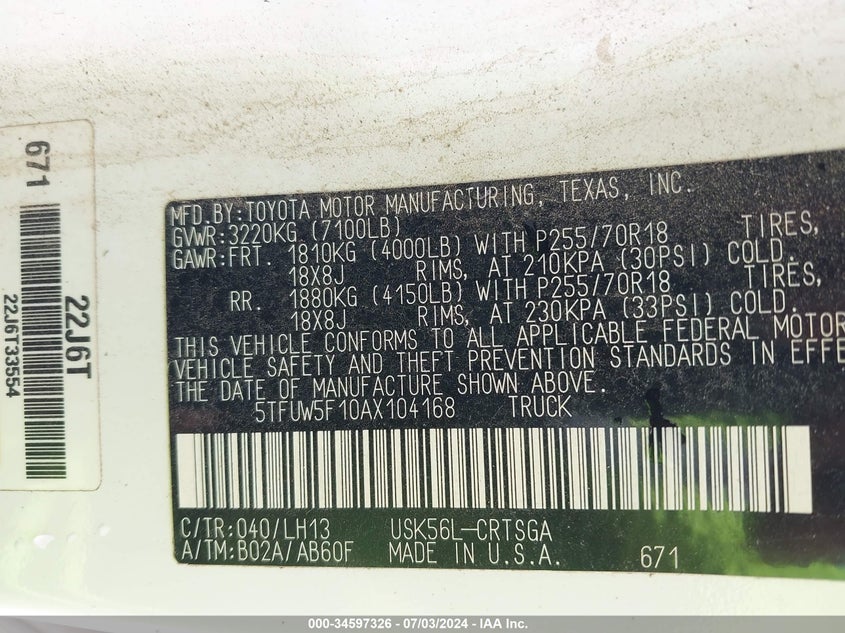 MFD.BY:TOYOTA MOTOR MANUFACTURING, TEXAS, INC.
GVWR:3220KG (7100LB)
GAWR:FRT. 1810KG (4000LB) WITH P255/70R18 TIRES,
18X8J RIMS, AT 210KPA (30PSI) COLD.
RR. 1880KG (4150LB) WITH P255/70R18 TIRES,
18X8J RIMS, AT 230KPA (33PSI) COLD.
THIS VEHICLE CONFORMS TO ALL APPLICABLE FEDERAL MOTOR
VEHICLE SAFETY AND THEFT PREVENTION STANDARDS IN EFFE
THE DATE OF MANUFACTURE SHOWN ABOVE.
5TFUW5F10AX104168 TRUCK
C/TR:040/LH13 USK56L-CRTSGA
A/TM:B02A/AB60F MADE IN U.S.A. 671
671
22J6T
22J6T33554
000-34597326 - 07/03/2024 - IAA Inc.